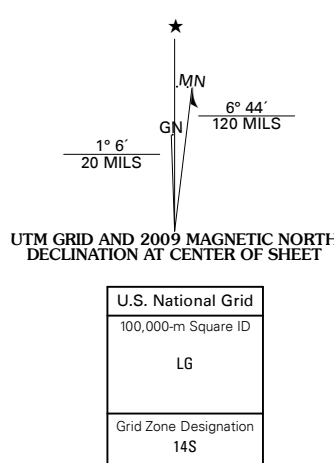 ★
MN
GN
6° 44´
120 MILS
1° 6´
20 MILS
UTM GRID AND 2009 MAGNETIC NORTH
DECLINATION AT CENTER OF SHEET
U.S. National Grid
100,000-m Square ID
LG
Grid Zone Designation
14S